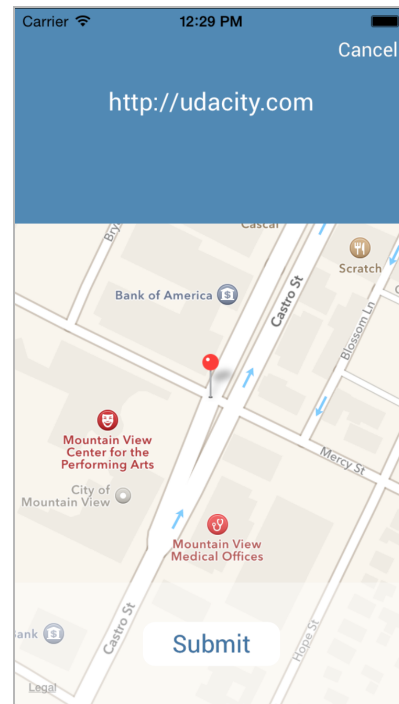 Carrier 12:29 PM
Cancel
http://udacity.com
Cascal
Scratch
Bank of America
Castro St
Blossom Ln
Mountain View
Center for the
Performing Arts
Mercy St
City of
Mountain View
Mountain View
Medical Offices
Castro St
Hope St
Bank
Submit
Legal